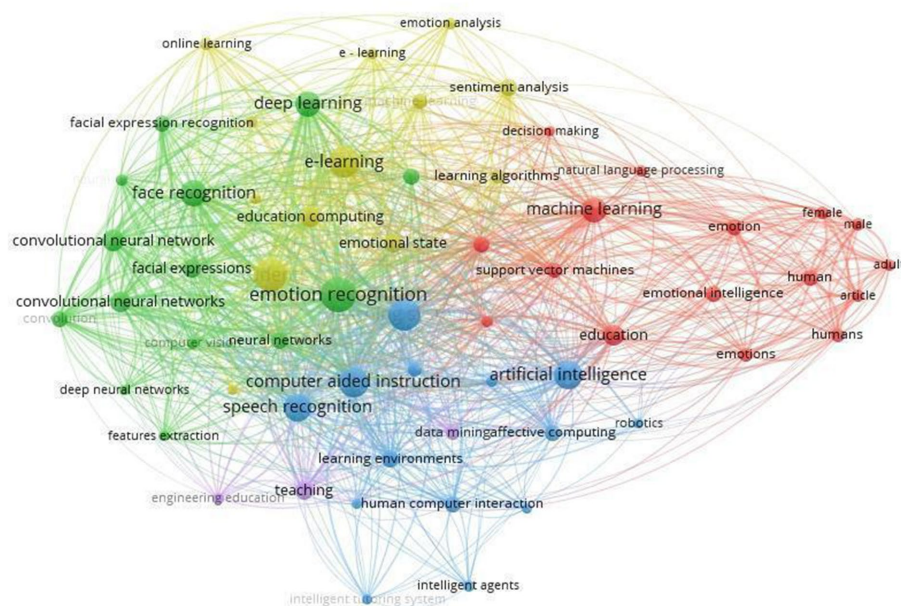 emotion analysis
online learning
e - learning
sentiment analysis
deep learning
facial expression recognition
decision making
e-learning
natural language processing
learning algorithms
face recognition
machine learning
education computing
female
male
emotion
convolutional neural network
emotional state
facial expressions
support vector machines
human
emotional intelligence
article
emotion recognition
convolutional neural networks
convolution
humans
education
neural networks
emotions
artificial intelligence
computer aided instruction
deep neural networks
speech recognition
robotics
data mining
affective computing
features extraction
learning environments
teaching
engineering education
human computer interaction
intelligent agents
intelligent tutoring system